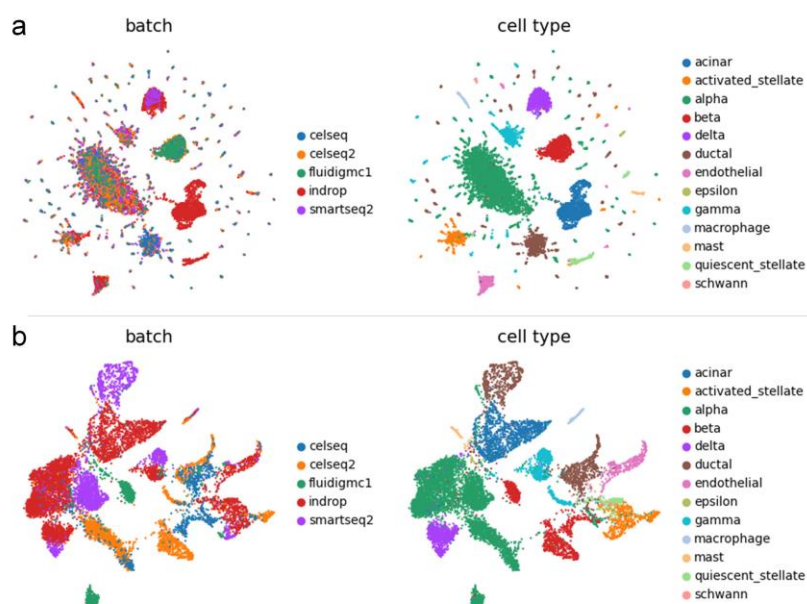 a
batch
cell type
celseq
celseq2
fluidigmc1
indrop
smartseq2
acinar
activated_stellate
alpha
beta
delta
ductal
endothelial
epsilon
gamma
macrophage
mast
quiescent_stellate
schwann
b
batch
cell type
celseq
celseq2
fluidigmc1
indrop
smartseq2
acinar
activated_stellate
alpha
beta
delta
ductal
endothelial
epsilon
gamma
macrophage
mast
quiescent_stellate
schwann